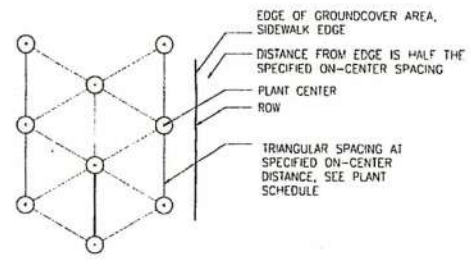 EDGE OF GROUNDCOVER AREA,
SIDEWALK EDGE
DISTANCE FROM EDGE IS HALF THE
SPECIFIED ON-CENTER SPACING
PLANT CENTER
ROW
TRIANGULAR SPACING AT
SPECIFIED ON-CENTER
DISTANCE, SEE PLANT
SCHEDULE